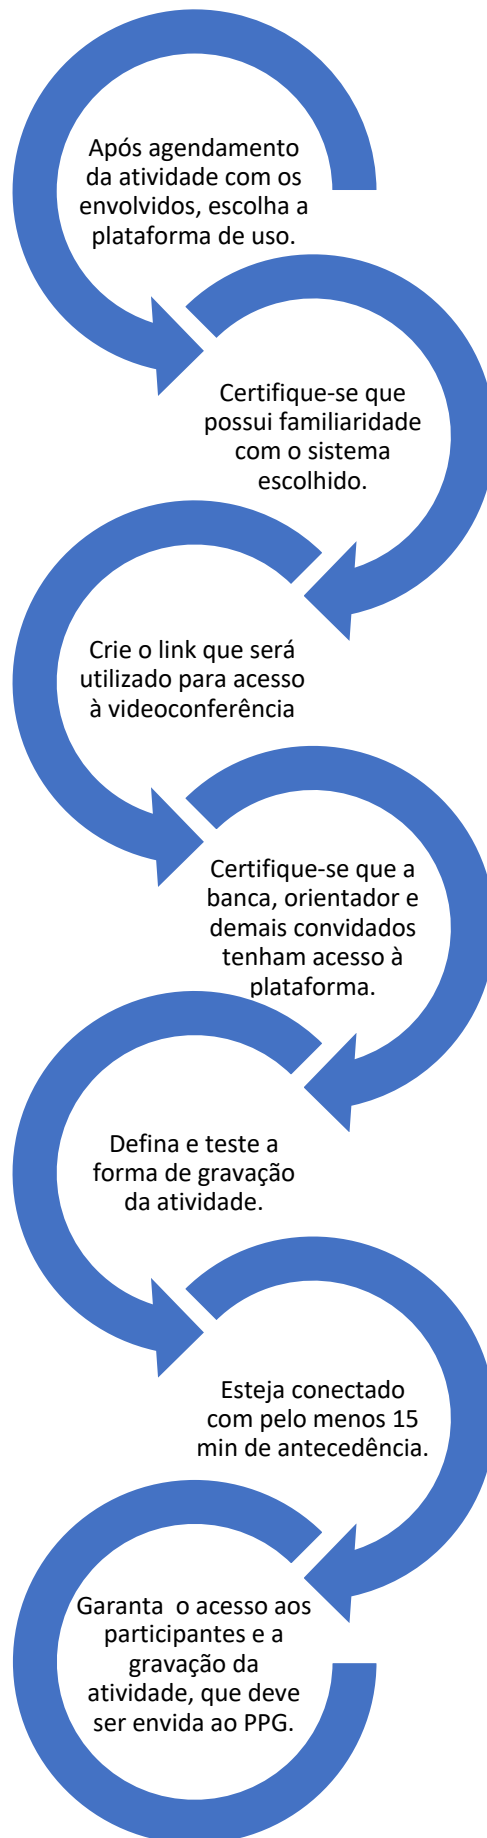 Após agendamento
da atividade com os
envolvidos, escolha a
plataforma de uso.
Certifique-se que
possui familiaridade
com o sistema
escolhido.
Crie o link que será
utilizado para acesso
à videoconferência
Certifique-se que a
banca, orientador e
demais convidados
tenham acesso à
plataforma.
Defina e teste a
forma de gravação
da atividade.
Esteja conectado
com pelo menos 15
min de antecedência.
Garanta  o acesso aos
participantes e a
gravação da
atividade, que deve
ser envida ao PPG.